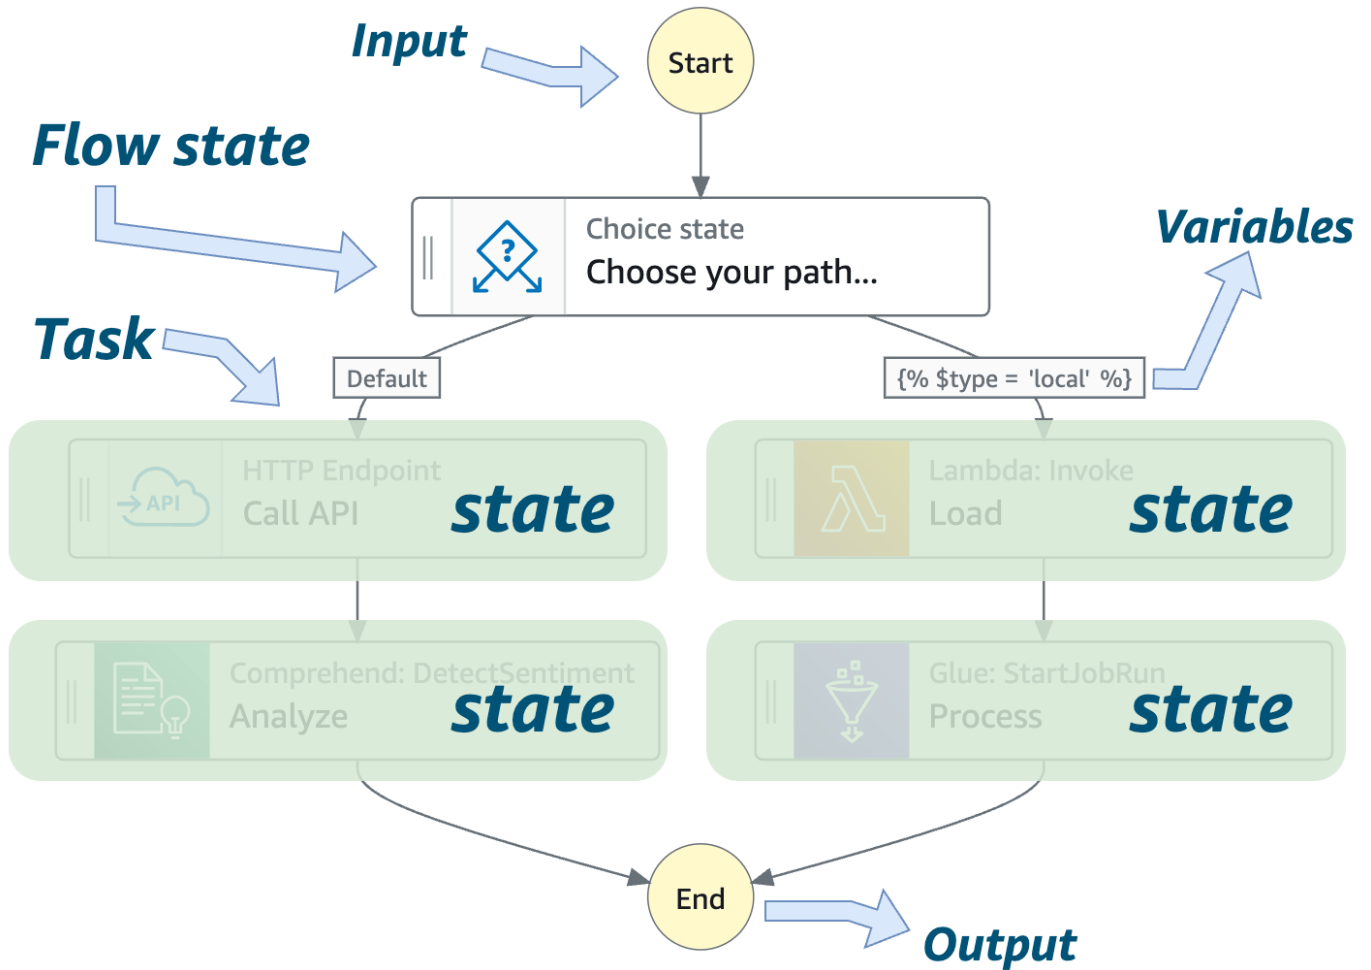 Input
Start
Flow state
Choice state
Choose your path...
?
Variables
Task
Default
{% $type = 'local' %}
HTTP Endpoint
Call API
API
state
Lambda: Invoke
Load
state
Comprehend: DetectSentiment
Analyze
state
Glue: StartJobRun
Process
state
End
Output